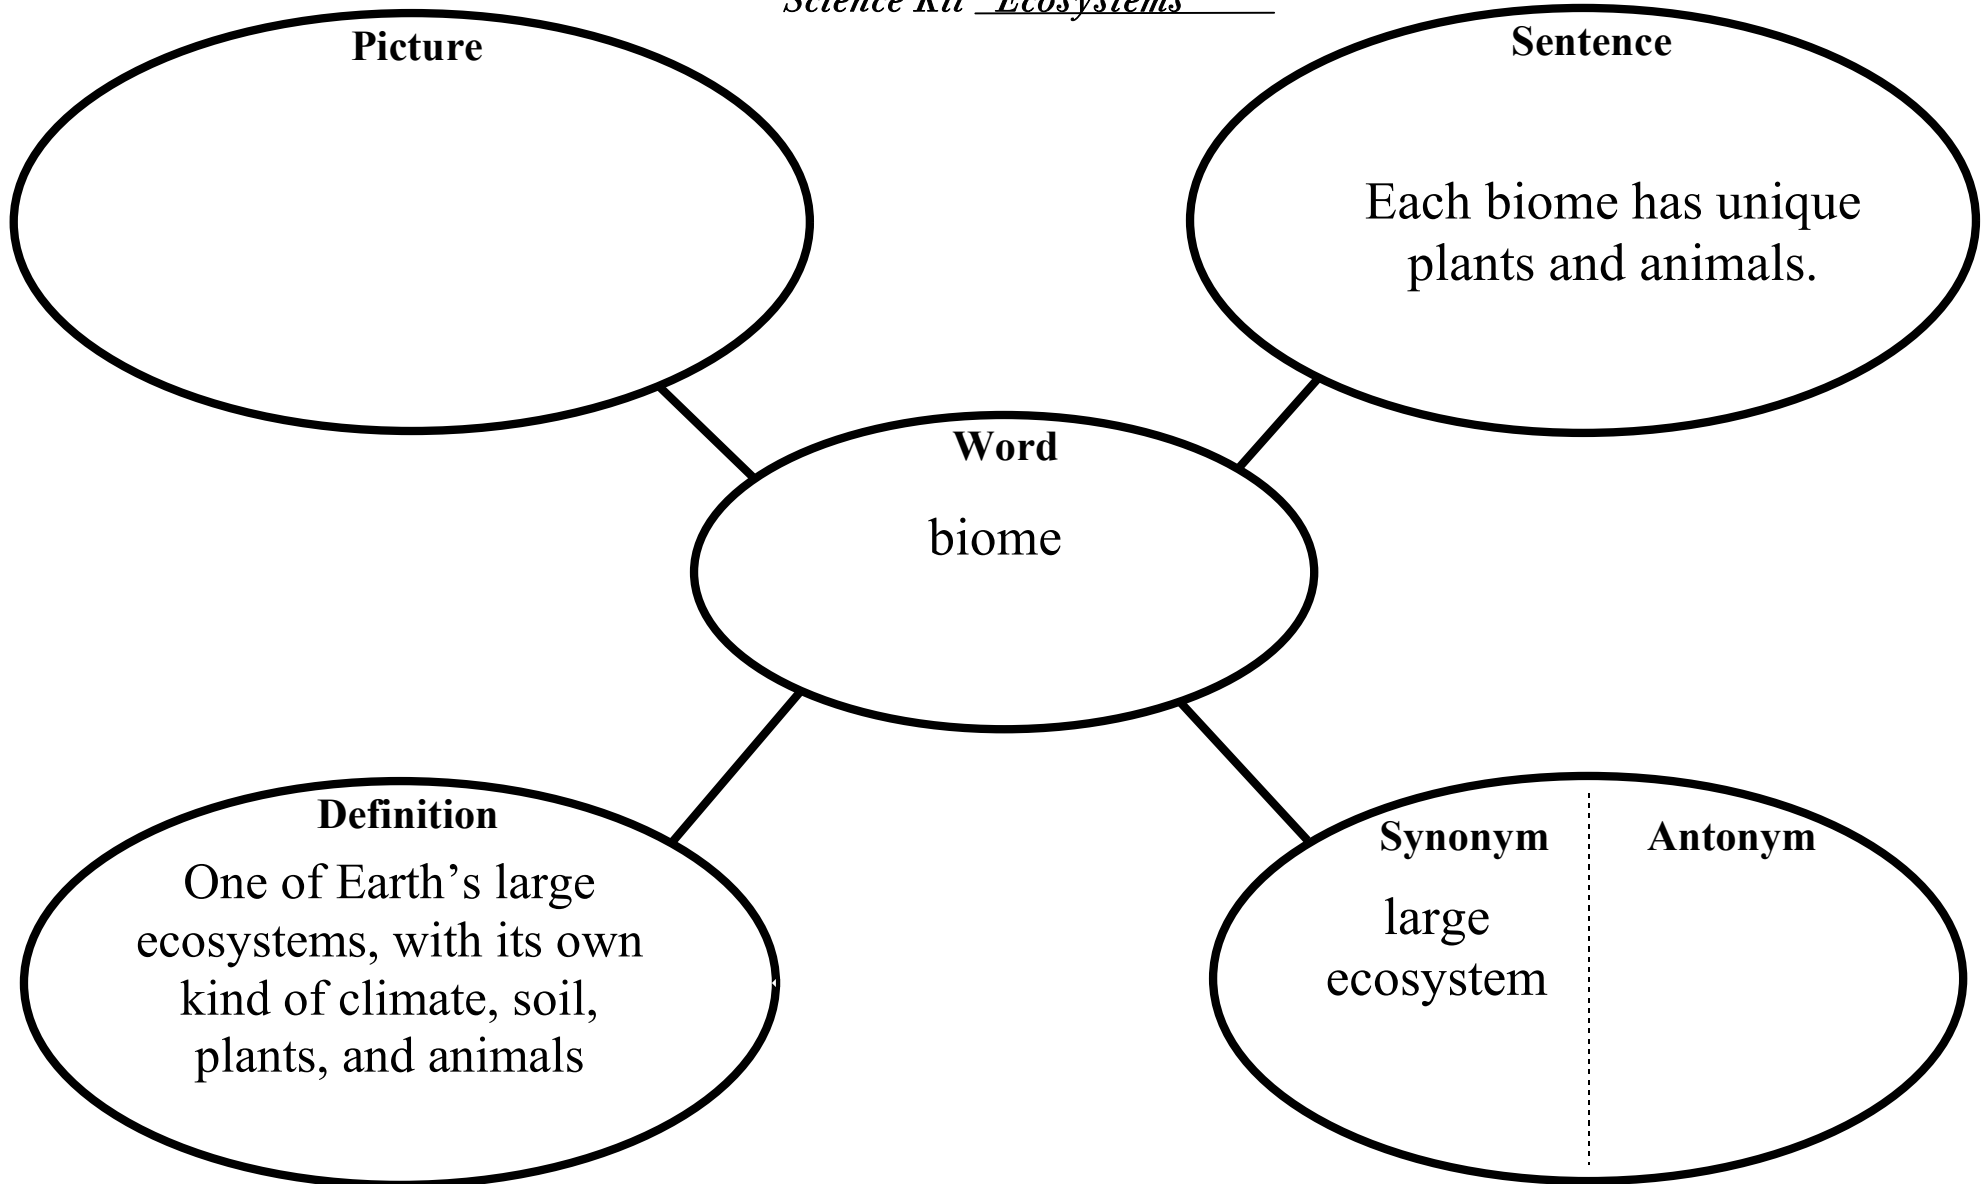 Science Kit Ecosystems
Picture
Sentence
Each biome has unique
plants and animals.
Word
biome
Definition
One of Earth’s large
ecosystems, with its own
kind of climate, soil,
plants, and animals
Synonym
Antonym
large
ecosystem